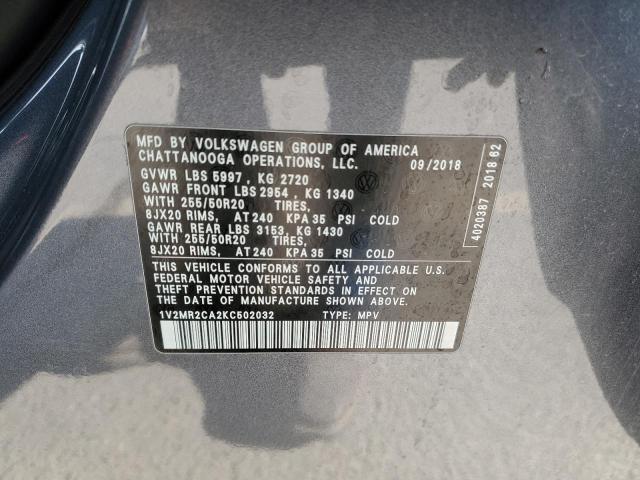 MFD BY VOLKSWAGEN GROUP OF AMERICA
CHATTANOOGA OPERATIONS, LLC. 09/2018
GVWR LBS 5997 , KG 2720
GAWR FRONT LBS 2954 , KG 1340
WITH 255/50R20 TIRES,
8JX20 RIMS, AT 240 KPA 35 PSI COLD
GAWR REAR LBS 3153, KG 1430
WITH 255/50R20 TIRES,
8JX20 RIMS, AT 240 KPA 35 PSI COLD
THIS VEHICLE CONFORMS TO ALL APPLICABLE U.S.
FEDERAL MOTOR VEHICLE SAFETY AND
THEFT PREVENTION STANDARDS IN EFFECT ON
THE DATE OF MANUFACTURE SHOWN ABOVE.
1V2MR2CA2KC502032 TYPE: MPV
4020387 2018 62